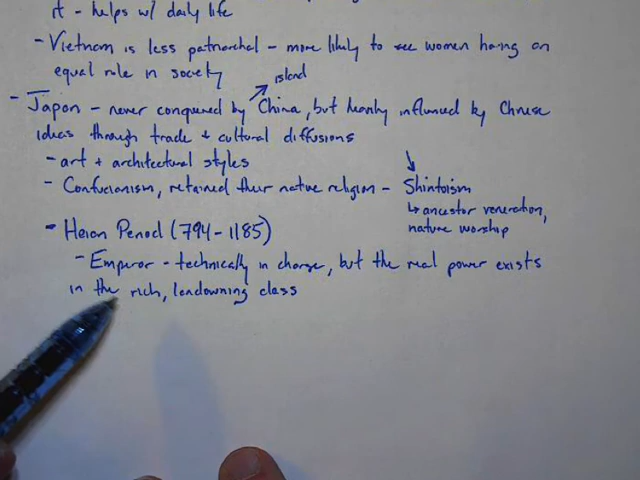 it - helps w/ daily life
- Vietnam is less patriarchal - more likely to see women having an
equal role in society
island
- Japan - never conquered by China, but heavily influenced by Chinese
ideas through trade + cultural diffusions
- art + architectural styles
- Confucianism, retained their native religion - Shintoism
↳ ancestor veneration,
nature worship
- Heian Period (794-1185)
- Emperor - technically in charge, but the real power exists
in the rich, landowning class